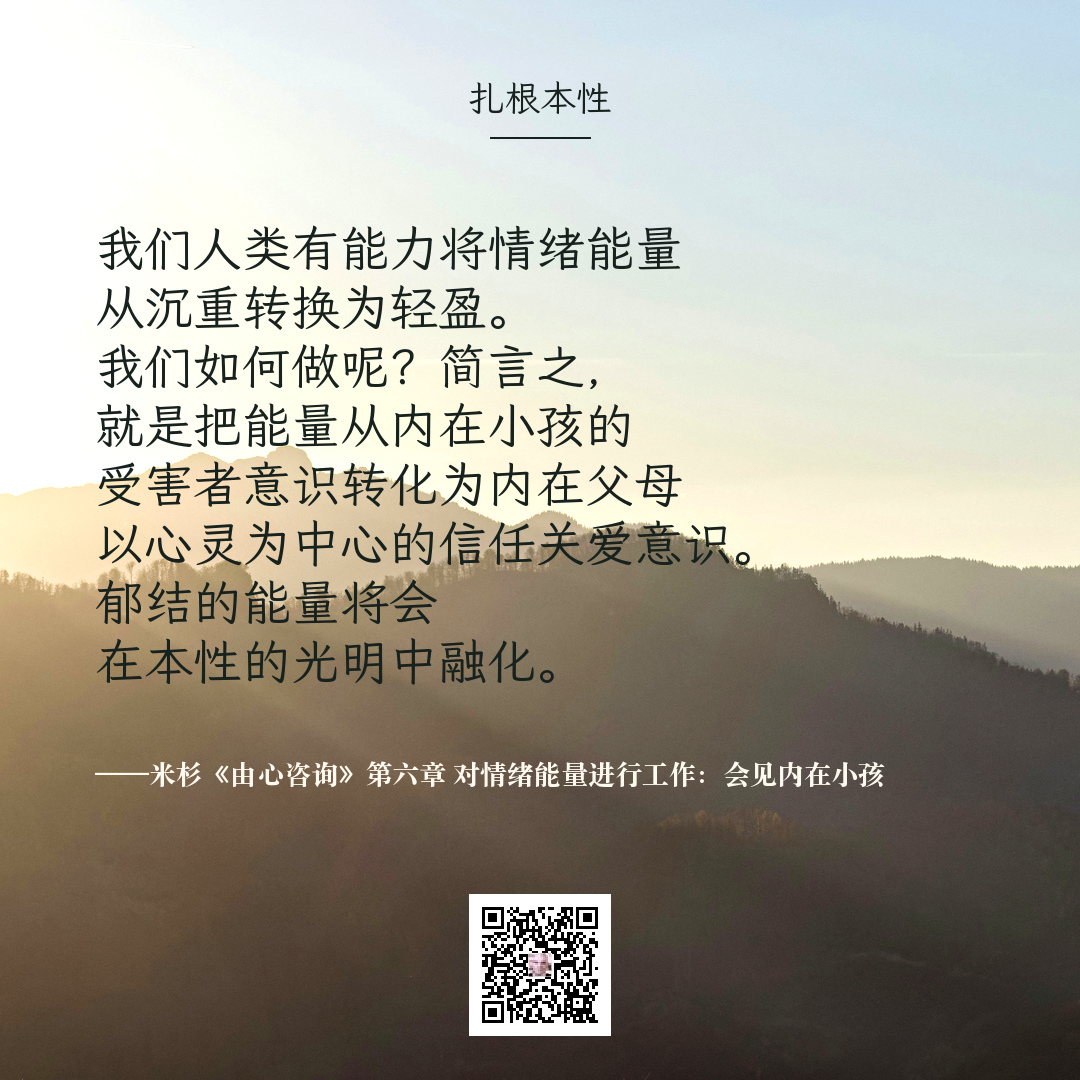 扎根本性
我们人类有能力将情绪能量
从沉重转换为轻盈。
我们如何做呢？简言之，
就是把能量从内在小孩的
受害者意识转化为内在父母
以心灵为中心的信任关爱意识。
郁结的能量将会
在本性的光明中融化。
——米杉《由心咨询》第六章 对情绪能量进行工作：会见内在小孩